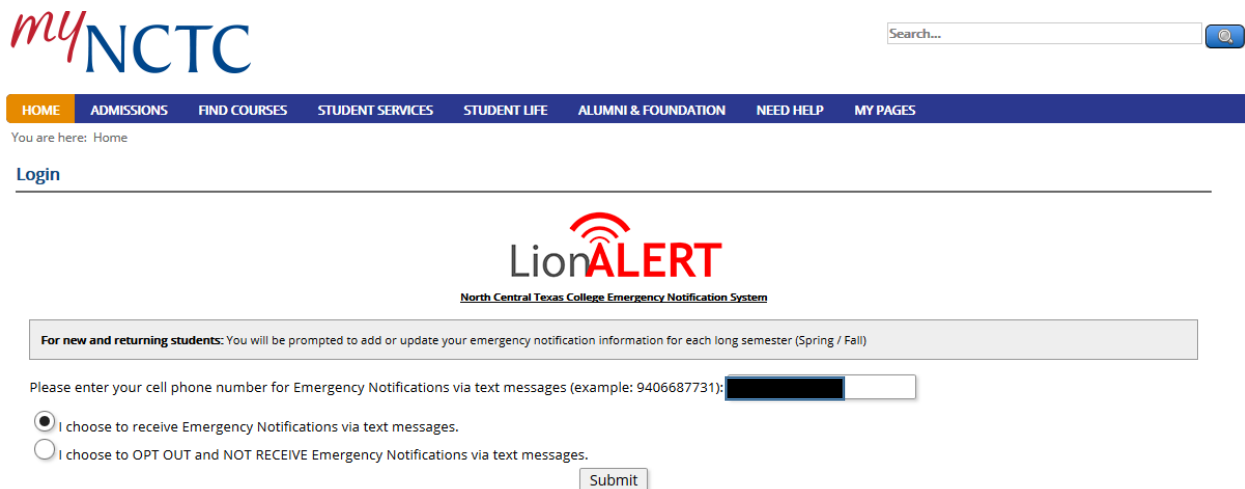 myNCTC
Search...
HOME ADMISSIONS FIND COURSES STUDENT SERVICES STUDENT LIFE ALUMNI & FOUNDATION NEED HELP MY PAGES
You are here: Home
Login
LionALERT
North Central Texas College Emergency Notification System
For new and returning students: You will be prompted to add or update your emergency notification information for each long semester (Spring / Fall)
Please enter your cell phone number for Emergency Notifications via text messages (example: 9406687731):
I choose to receive Emergency Notifications via text messages.
I choose to OPT OUT and NOT RECEIVE Emergency Notifications via text messages.
Submit